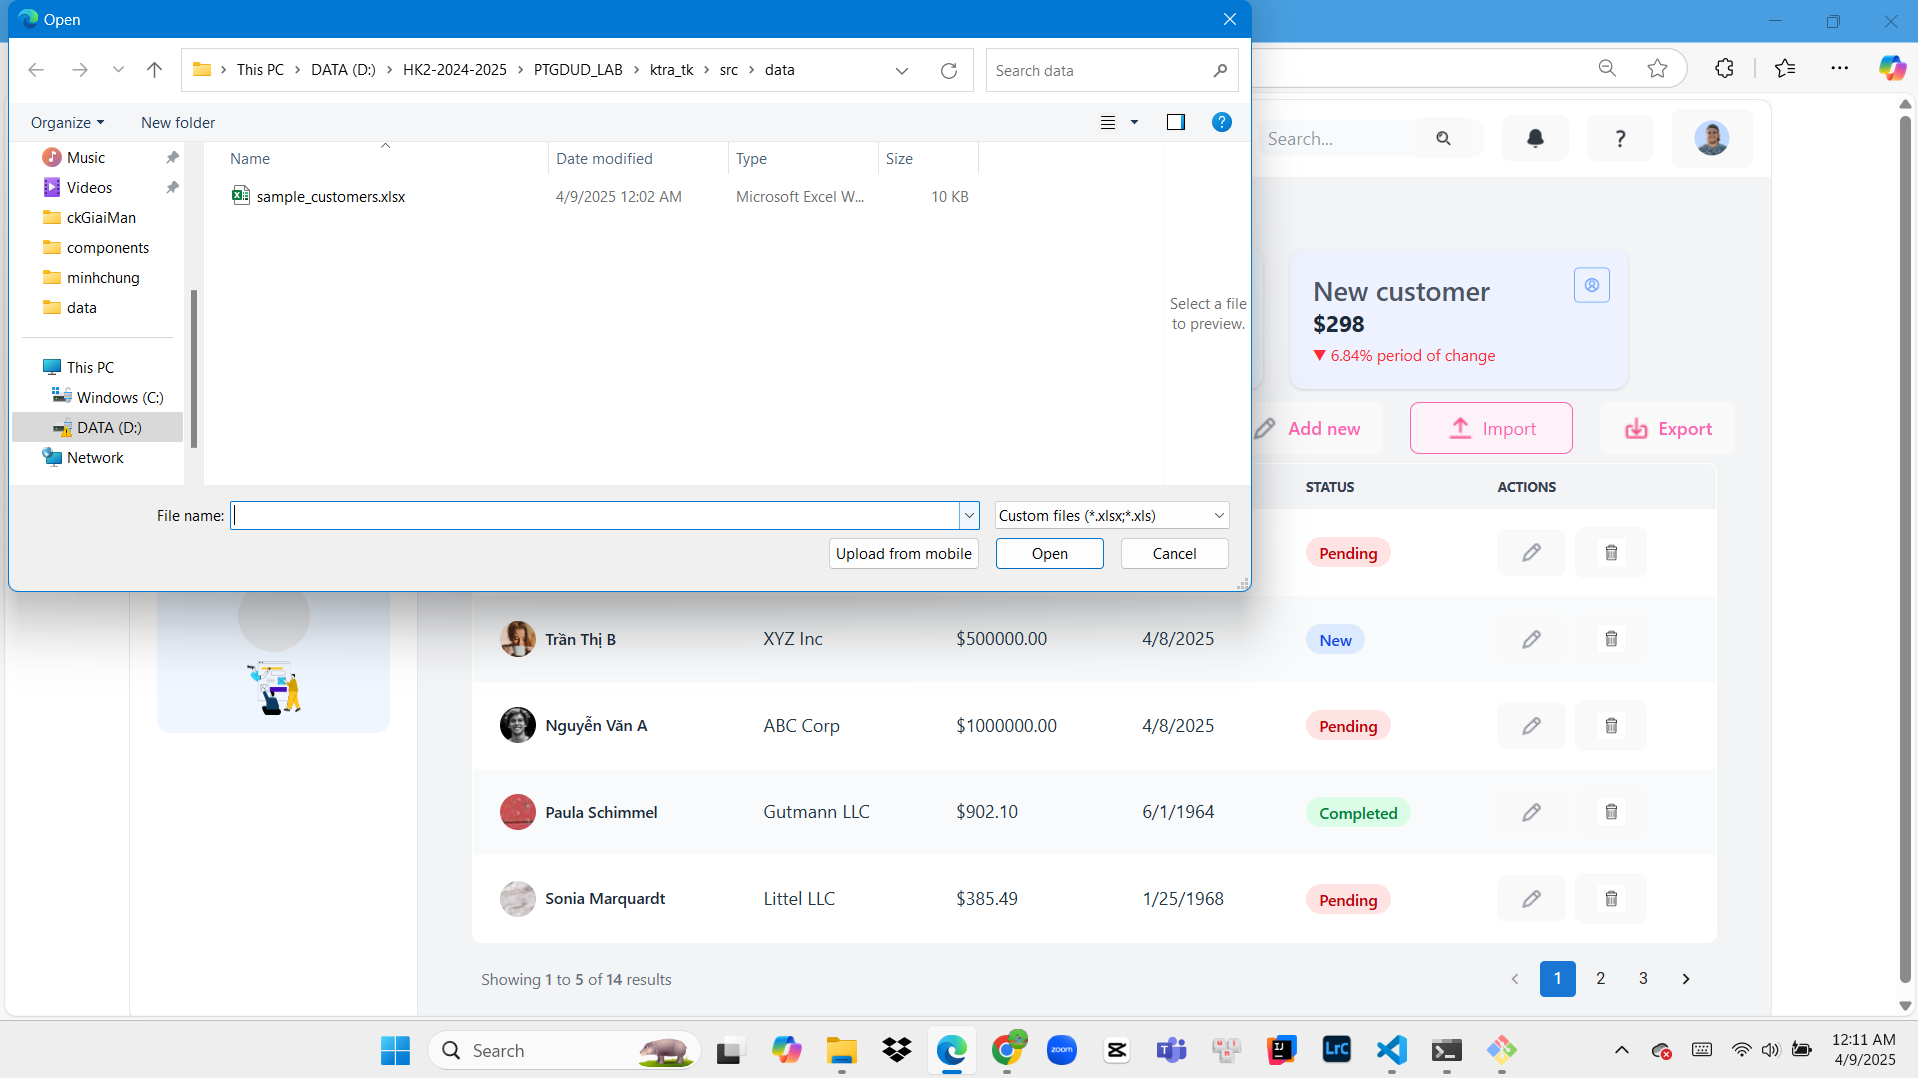 Open
This PC > DATA (D:) > HK2-2024-2025 > PTGDUD_LAB > ktra_tk > src > data
Search data
Organize
New folder
Music
Videos
ckGiaiMan
components
minhchung
data
This PC
Windows (C:)
DATA (D:)
Network
Name Date modified Type Size
sample_customers.xlsx 4/9/2025 12:02 AM Microsoft Excel W... 10 KB
Select a file
to preview.
File name:
Custom files (*.xlsx;*.xls)
Upload from mobile
Open
Cancel
Search...
?
New customer
$298
▼ 6.84% period of change
Add new
Import
Export
STATUS ACTIONS
Pending
Trần Thị B XYZ Inc $500000.00 4/8/2025 New
Nguyễn Văn A ABC Corp $1000000.00 4/8/2025 Pending
Paula Schimmel Gutmann LLC $902.10 6/1/1964 Completed
Sonia Marquardt Littel LLC $385.49 1/25/1968 Pending
Showing 1 to 5 of 14 results
1 2 3
Search
zoom
LrC
12:11 AM
4/9/2025